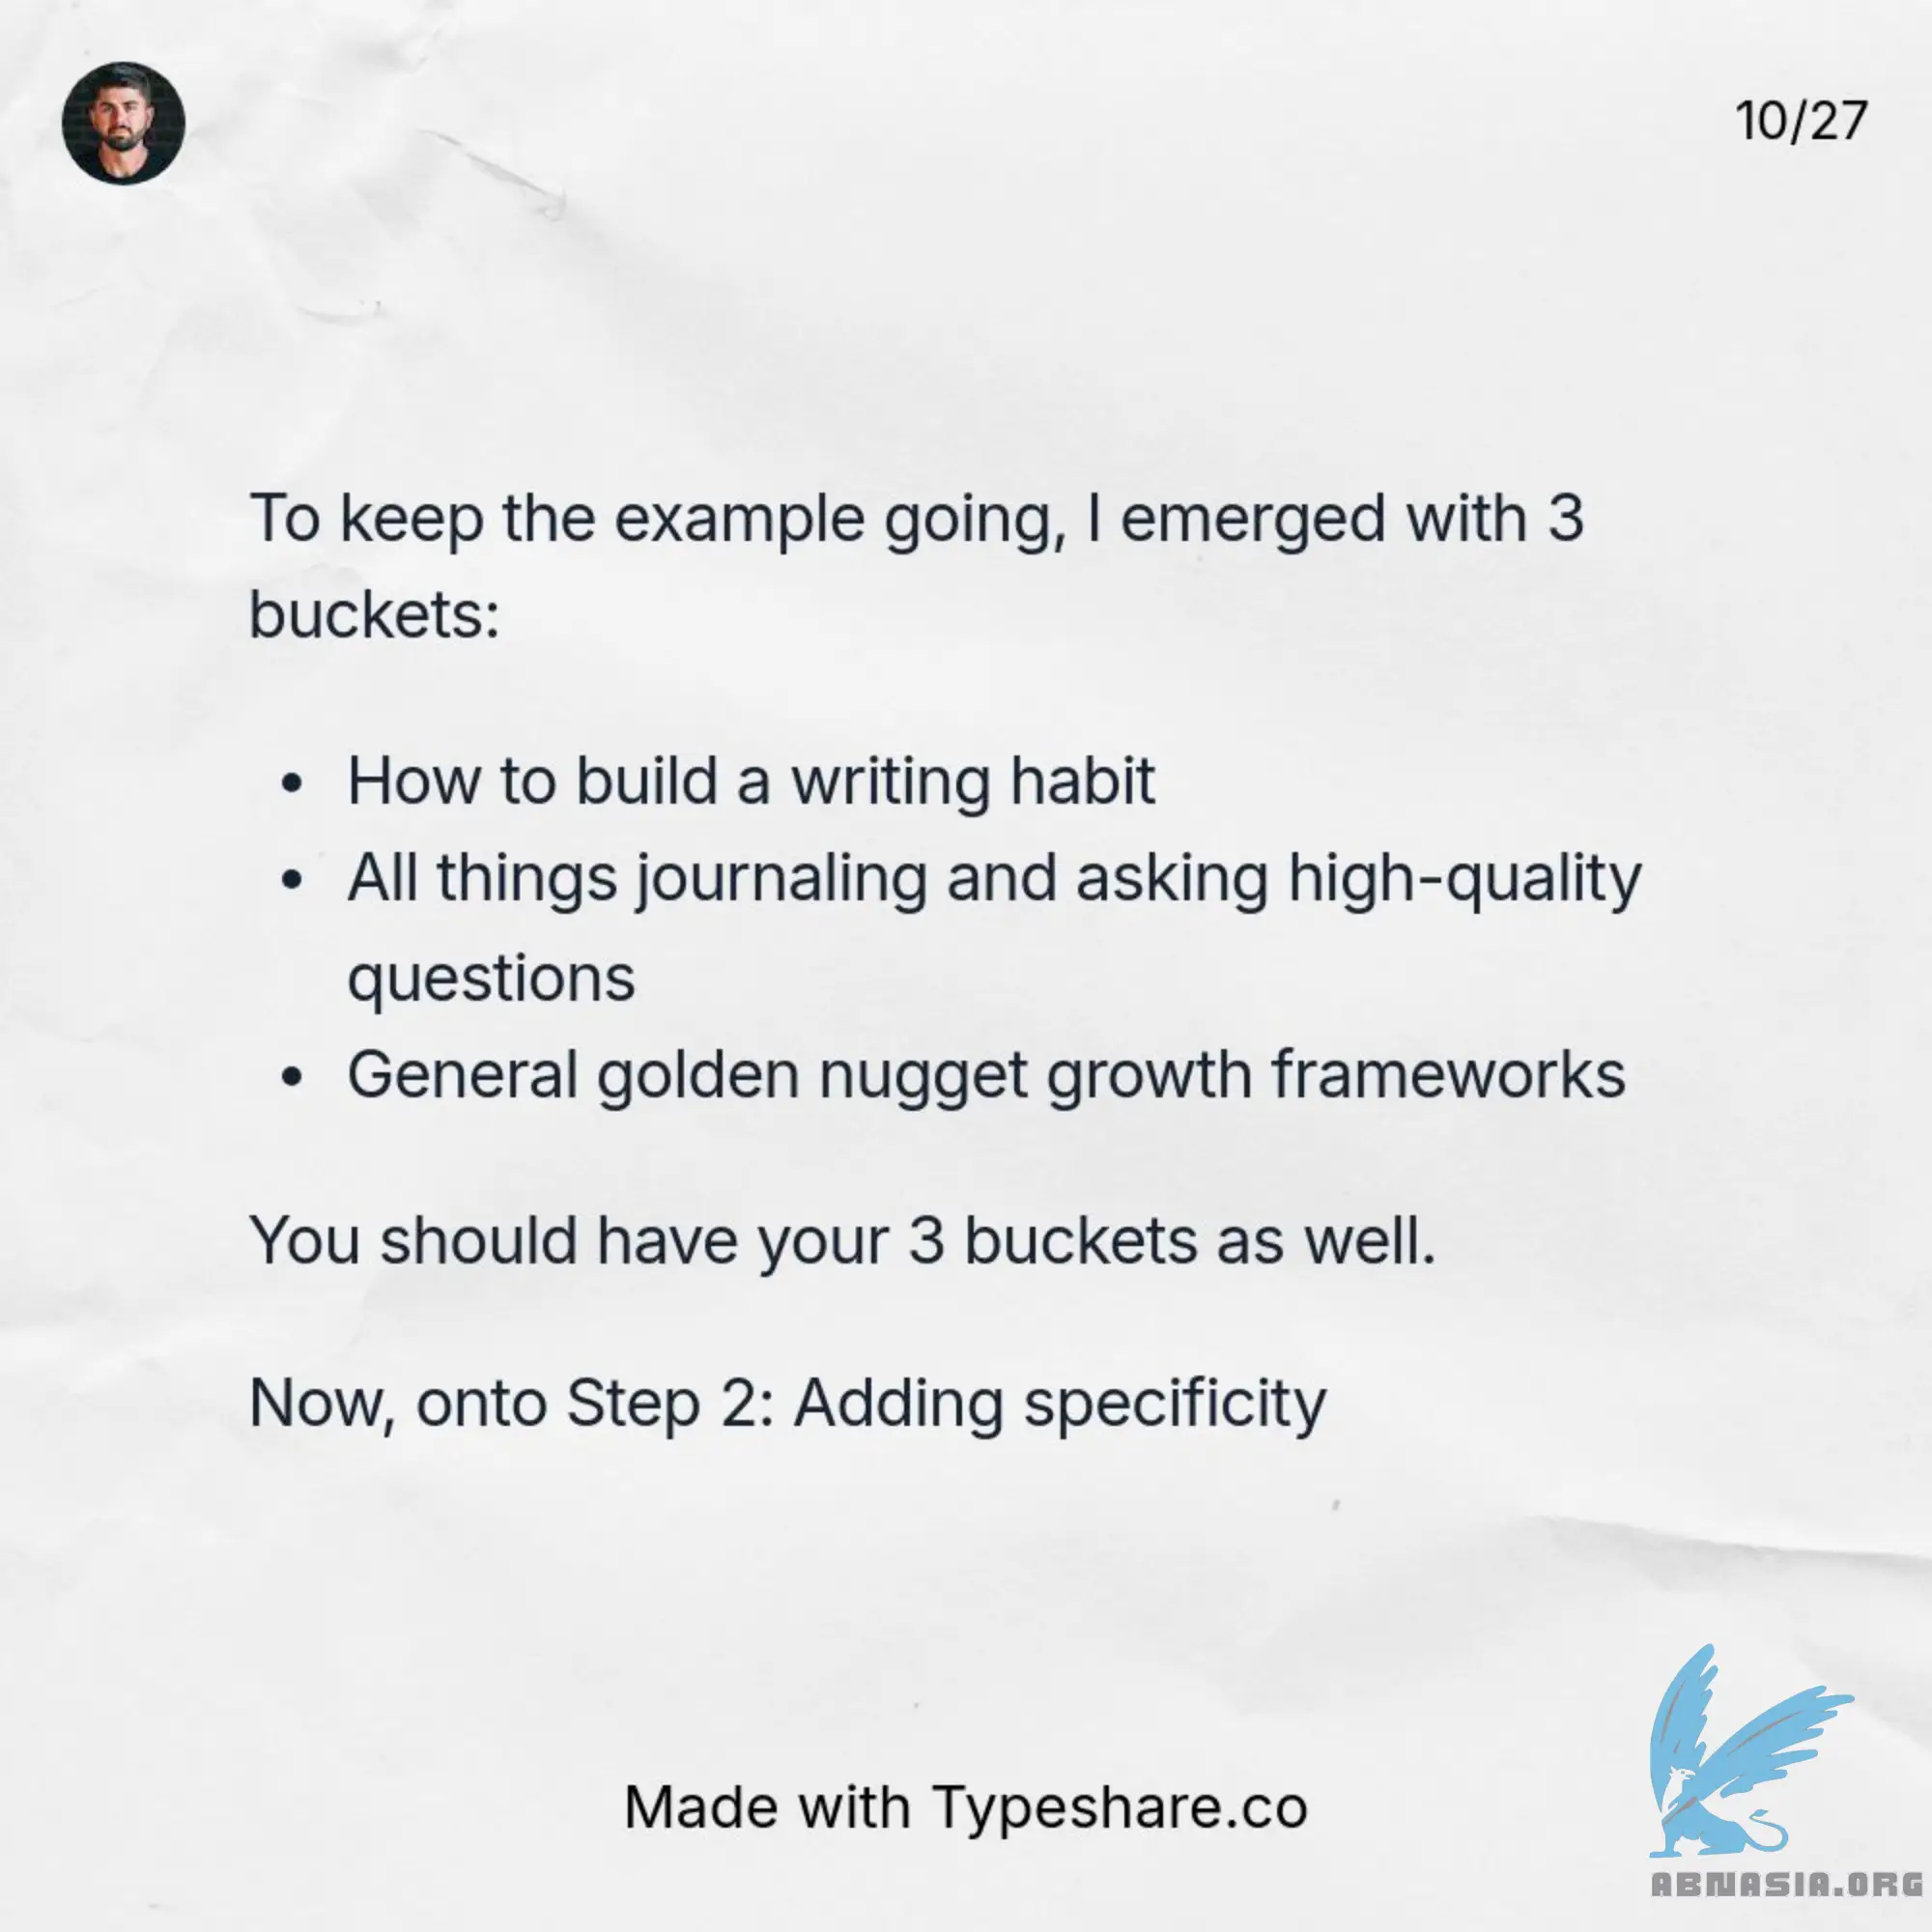 10/27
To keep the example going, I emerged with 3
buckets:
• How to build a writing habit
• All things journaling and asking high-quality
questions
• General golden nugget growth frameworks
You should have your 3 buckets as well.
Now, onto Step 2: Adding specificity
Made with Typeshare.co
ABNASIA.ORG